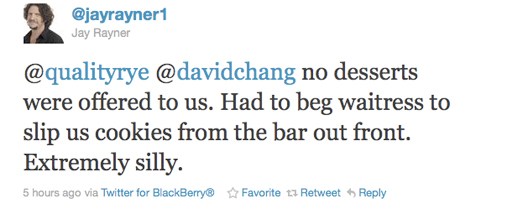 @jayrayner1
Jay Rayner
@qualityrye @davidchang no desserts
were offered to us. Had to beg waitress to
slip us cookies from the bar out front.
Extremely silly.
5 hours ago via Twitter for BlackBerry® Favorite Retweet Reply